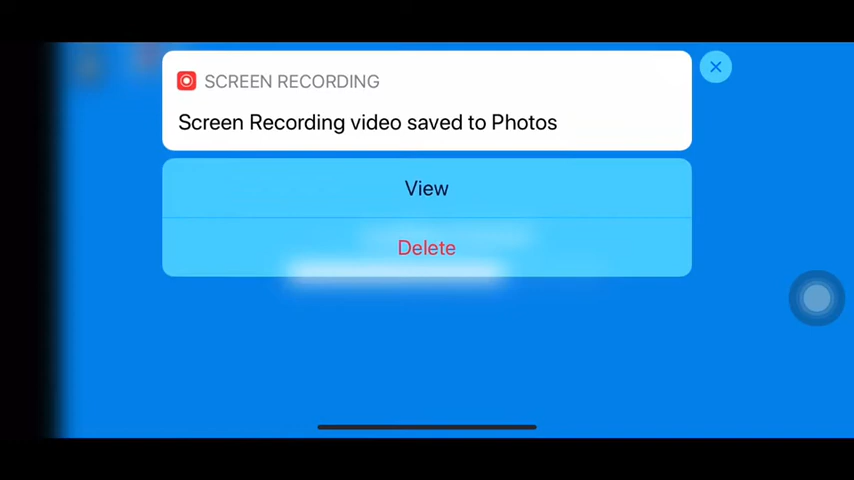 SCREEN RECORDING
Screen Recording video saved to Photos
View
Delete